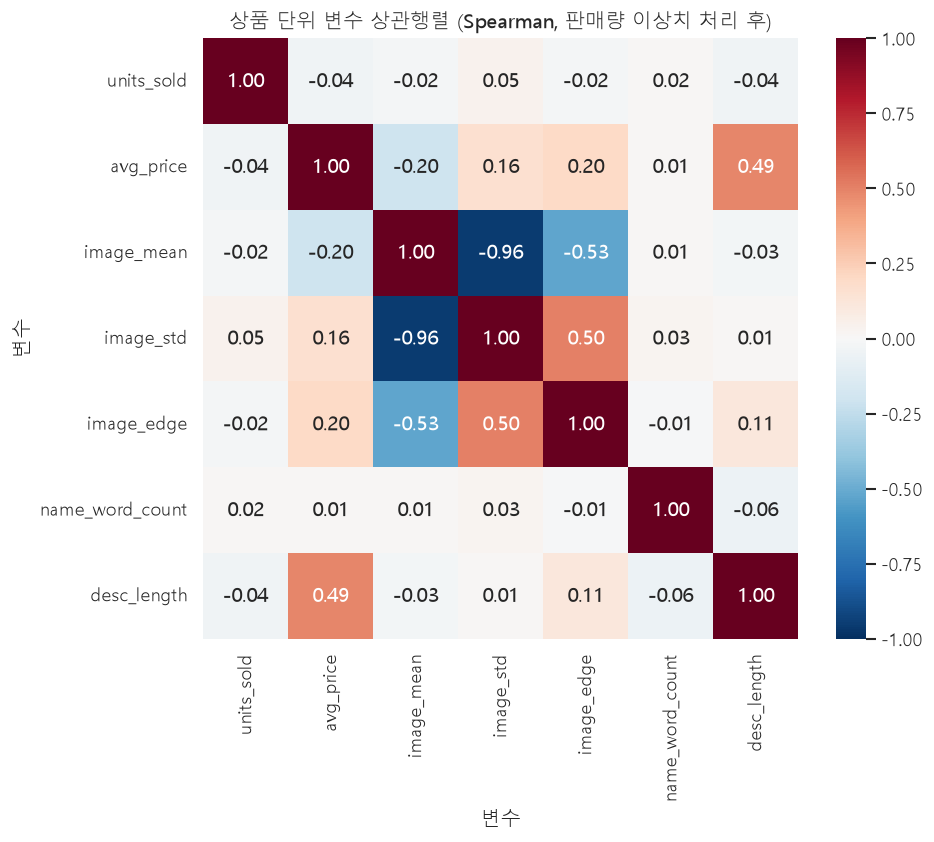 상품 단위 변수 상관행렬 (Spearman, 판매량 이상치 처리 후)
units_sold 1.00 -0.04 -0.02 0.05 -0.02 0.02 -0.04
avg_price -0.04 1.00 -0.20 0.16 0.20 0.01 0.49
image_mean -0.02 -0.20 1.00 -0.96 -0.53 0.01 -0.03
image_std 0.05 0.16 -0.96 1.00 0.50 0.03 0.01
image_edge -0.02 0.20 -0.53 0.50 1.00 -0.01 0.11
name_word_count 0.02 0.01 0.01 0.03 -0.01 1.00 -0.06
desc_length -0.04 0.49 -0.03 0.01 0.11 -0.06 1.00
변수
units_sold avg_price image_mean image_std image_edge name_word_count desc_length
변수
1.00
0.75
0.50
0.25
0.00
-0.25
-0.50
-0.75
-1.00